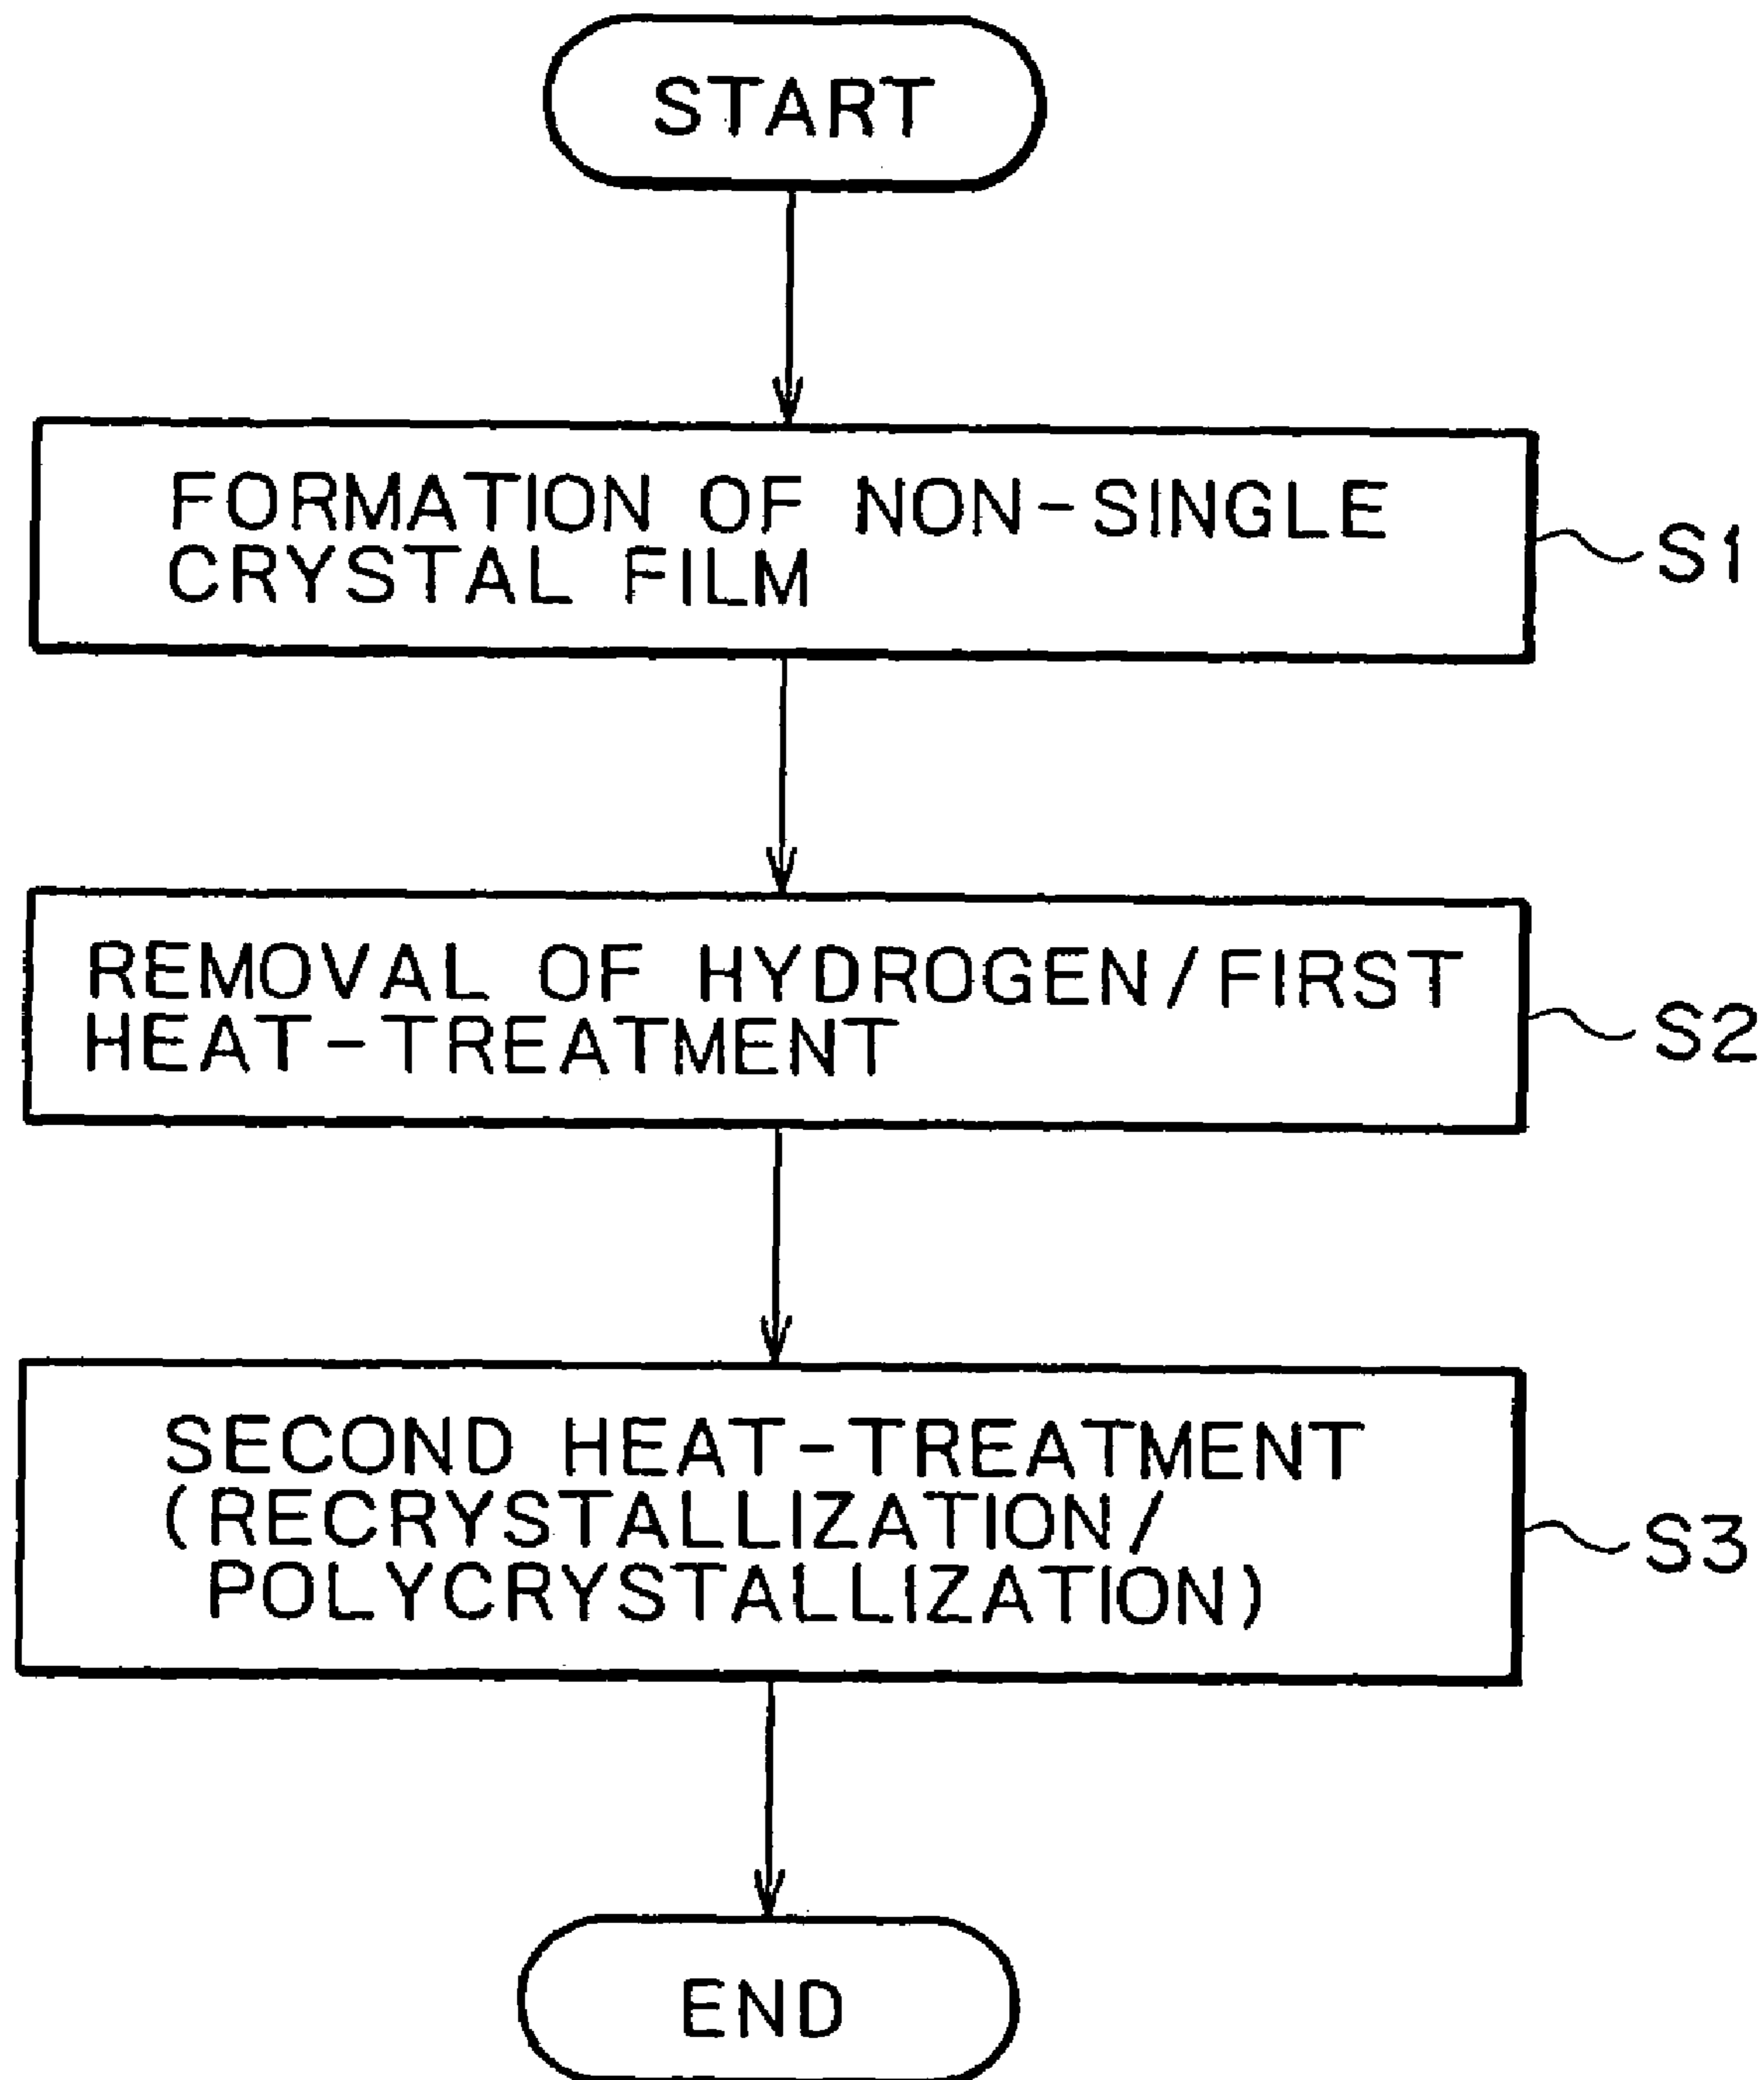 START
FORMATION OF NON-SINGLE
CRYSTAL FILM
S1
REMOVAL OF HYDROGEN/FIRST
HEAT-TREATMENT
S2
SECOND HEAT-TREATMENT
(RECRYSTALLIZATION/
POLYCRYSTALLIZATION)
S3
END